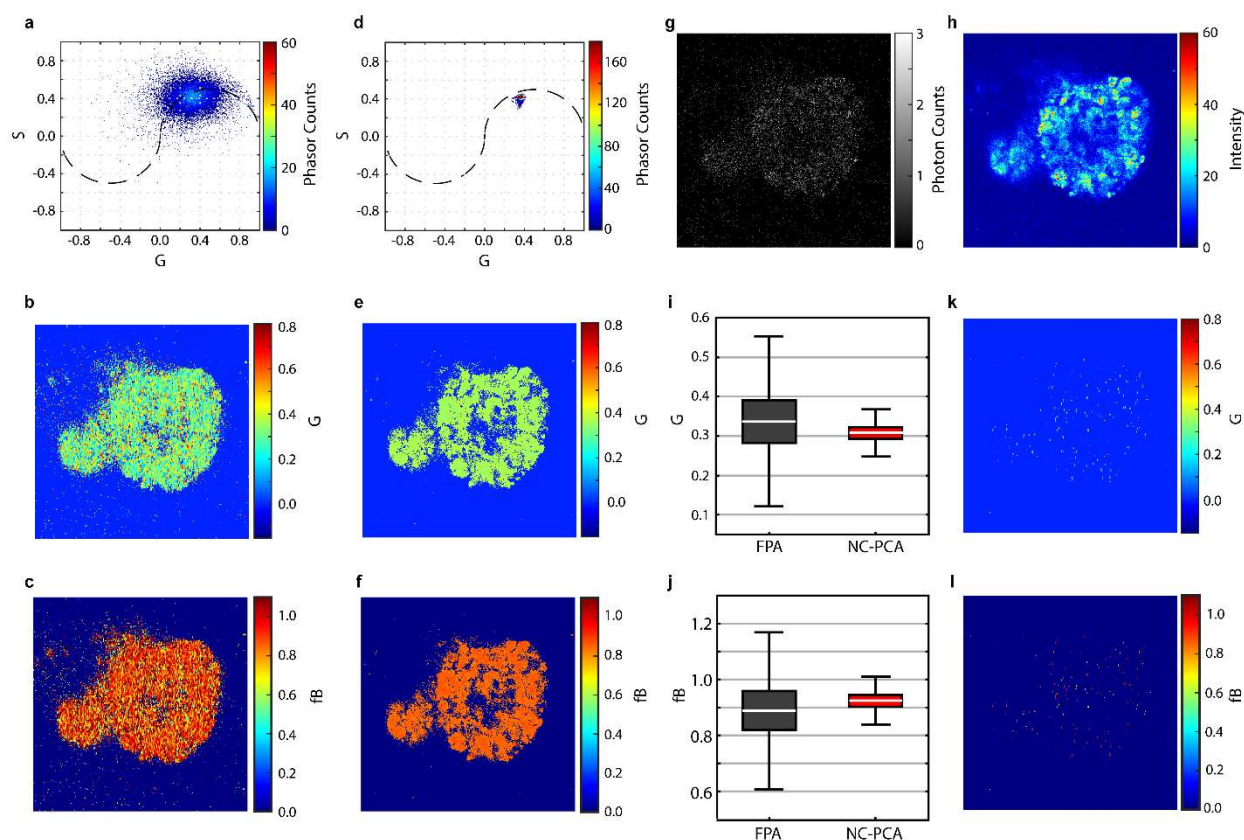 a
0.8
0.4
0.0
-0.4
-0.8
S
-0.8 -0.4 0.0 0.4 0.8
G
60
40
20
0
Phasor Counts
d
0.8
0.4
0.0
-0.4
-0.8
S
-0.8 -0.4 0.0 0.4 0.8
G
160
120
80
40
0
Phasor Counts
g
3
2
1
0
Photon Counts
h
60
40
20
0
Intensity
b
0.8
0.6
0.4
0.2
0.0
G
e
0.8
0.6
0.4
0.2
0.0
G
i
0.6
0.5
0.4
0.3
0.2
0.1
G
FPA NC-PCA
k
0.8
0.6
0.4
0.2
0.0
G
c
1.0
0.8
0.6
0.4
0.2
0.0
fB
f
1.0
0.8
0.6
0.4
0.2
0.0
fB
j
1.2
1.0
0.8
0.6
fB
FPA NC-PCA
l
1.0
0.8
0.6
0.4
0.2
0.0
fB